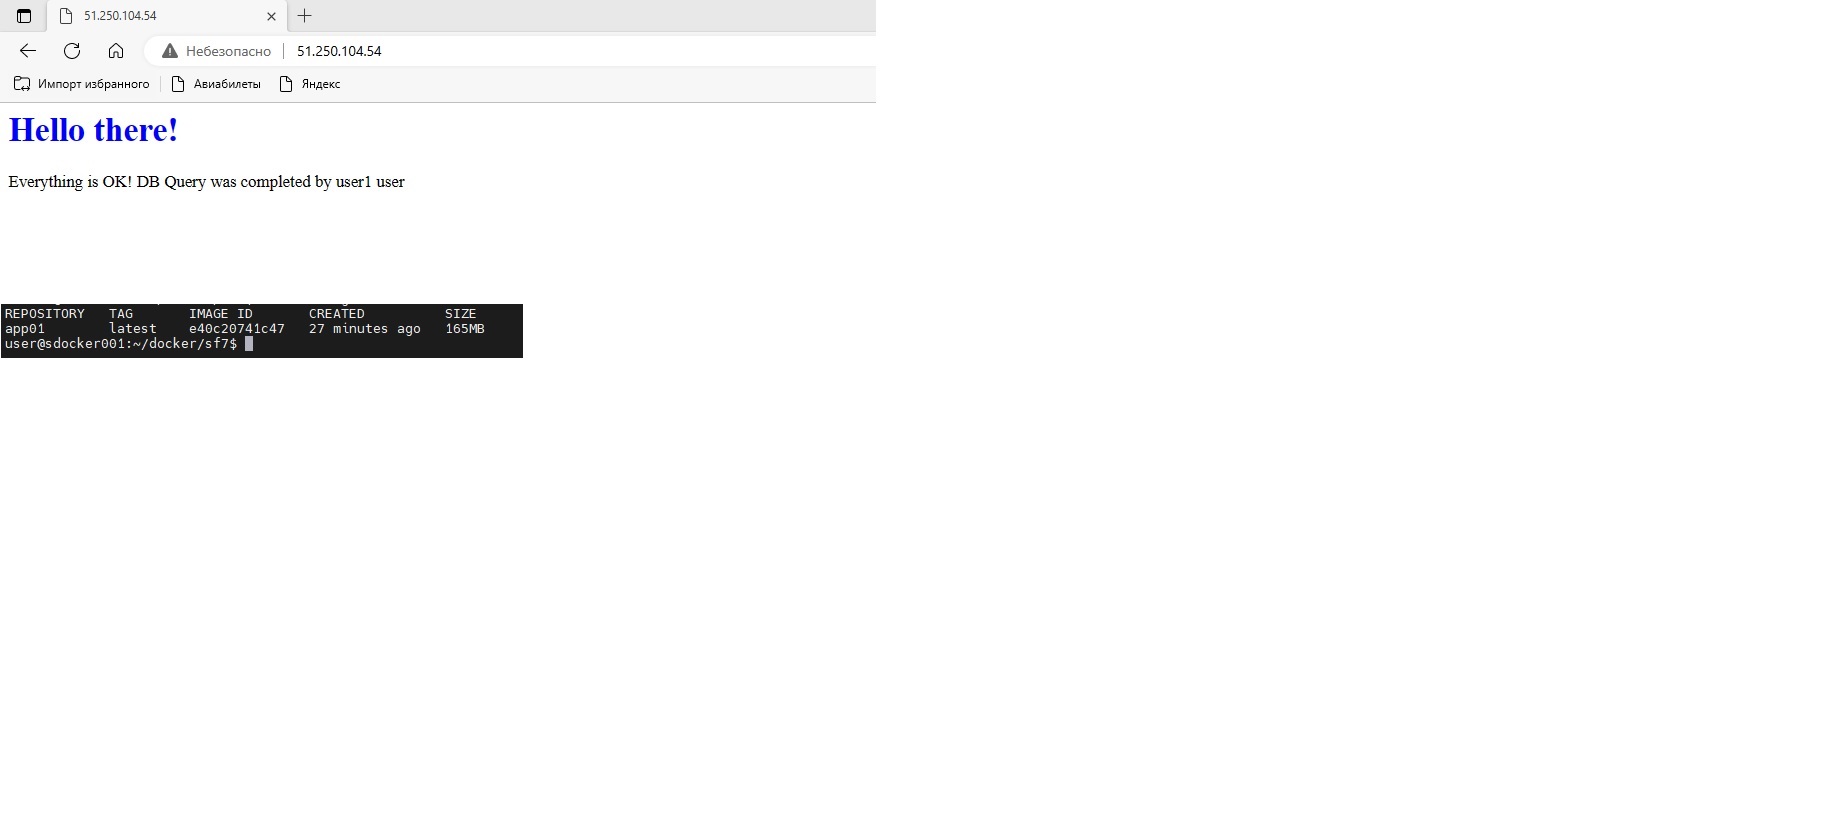 51.250.104.54
Небезопасно 51.250.104.54
Импорт избранного Авиабилеты Яндекс
Hello there!
Everything is OK! DB Query was completed by user1 user
REPOSITORY TAG IMAGE ID CREATED SIZE
app01 latest e40c20741c47 27 minutes ago 165MB
user@sdocker001:~/docker/sf7$